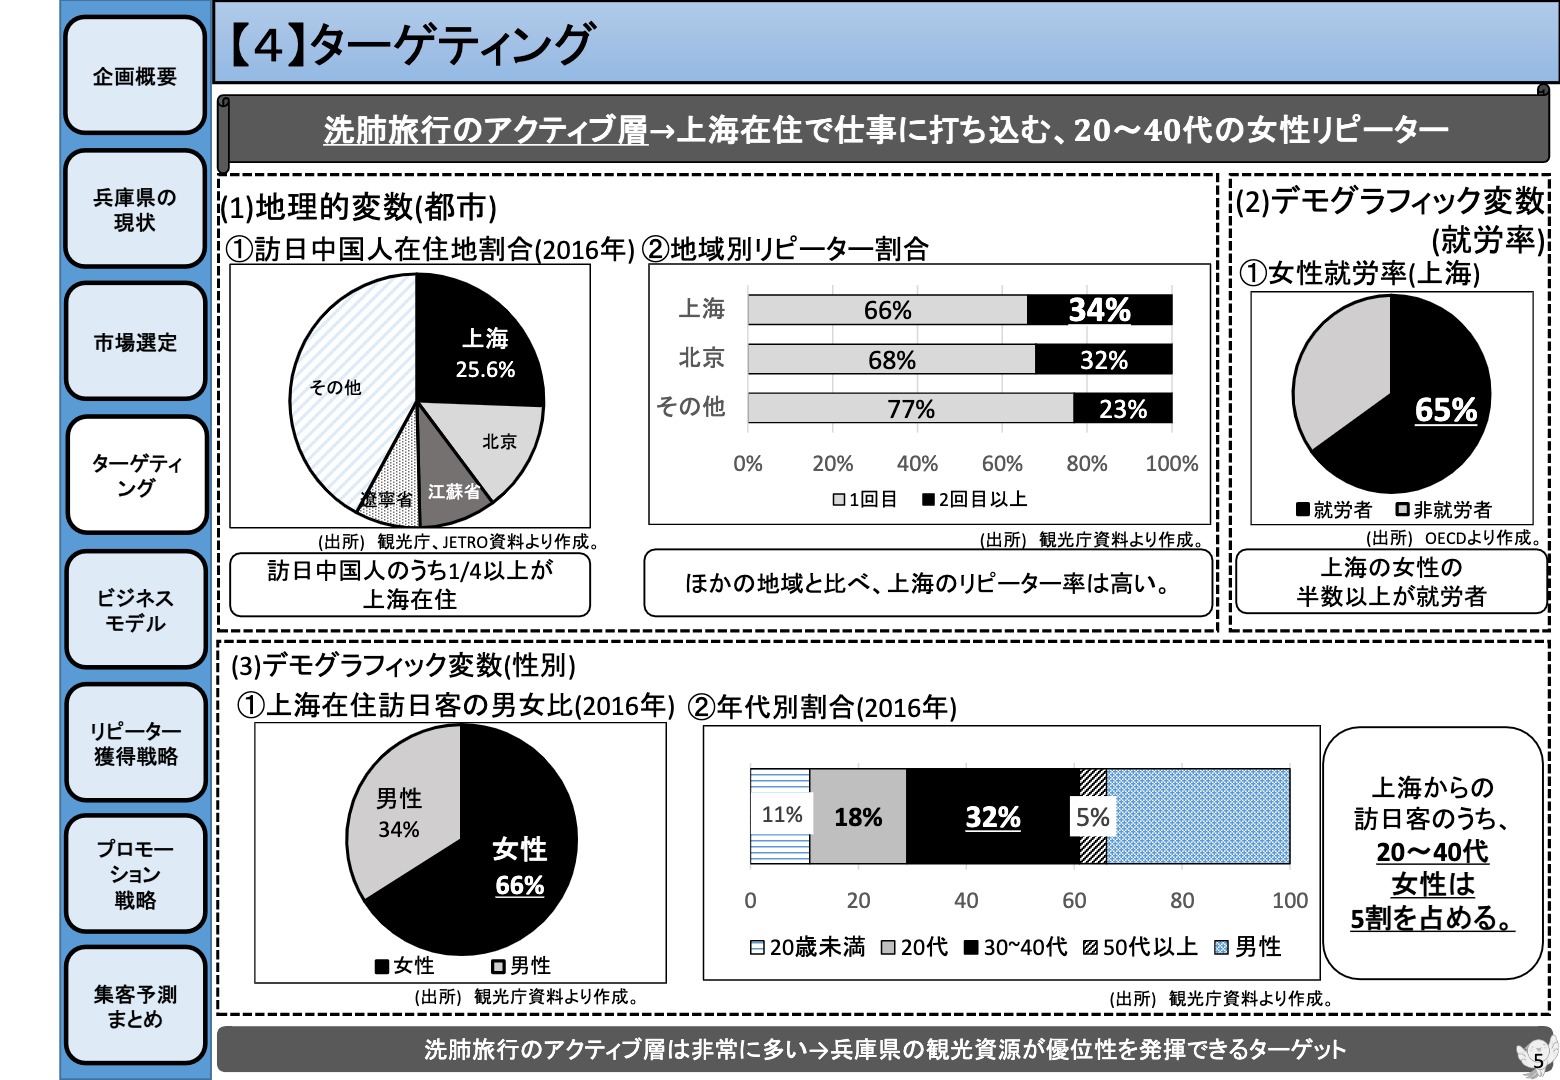 企画概要
兵庫県の
現状
市場選定
ターゲティ
ング
ビジネス
モデル
リピーター
獲得戦略
プロモー
ション
戦略
集客予測
まとめ
【４】ターゲティング
洗肺旅行のアクティブ層→上海在住で仕事に打ち込む、20～40代の女性リピーター
(1)地理的変数(都市)
①訪日中国人在住地割合(2016年)
上海
25.6%
北京
江蘇省
遼寧省
その他
(出所) 観光庁、JETRO資料より作成。
訪日中国人のうち1/4以上が
上海在住
②地域別リピーター割合
上海 66% 34%
北京 68% 32%
その他 77% 23%
0% 20% 40% 60% 80% 100%
1回目 2回目以上
(出所) 観光庁資料より作成。
ほかの地域と比べ、上海のリピーター率は高い。
(2)デモグラフィック変数
(就労率)
①女性就労率(上海)
65%
就労者 非就労者
(出所) OECDより作成。
上海の女性の
半数以上が就労者
(3)デモグラフィック変数(性別)
①上海在住訪日客の男女比(2016年)
男性
34%
女性
66%
女性 男性
(出所) 観光庁資料より作成。
②年代別割合(2016年)
11% 18% 32% 5%
0 20 40 60 80 100
20歳未満 20代 30~40代 50代以上 男性
(出所) 観光庁資料より作成。
上海からの
訪日客のうち、
20～40代
女性は
5割を占める。
洗肺旅行のアクティブ層は非常に多い→兵庫県の観光資源が優位性を発揮できるターゲット
5